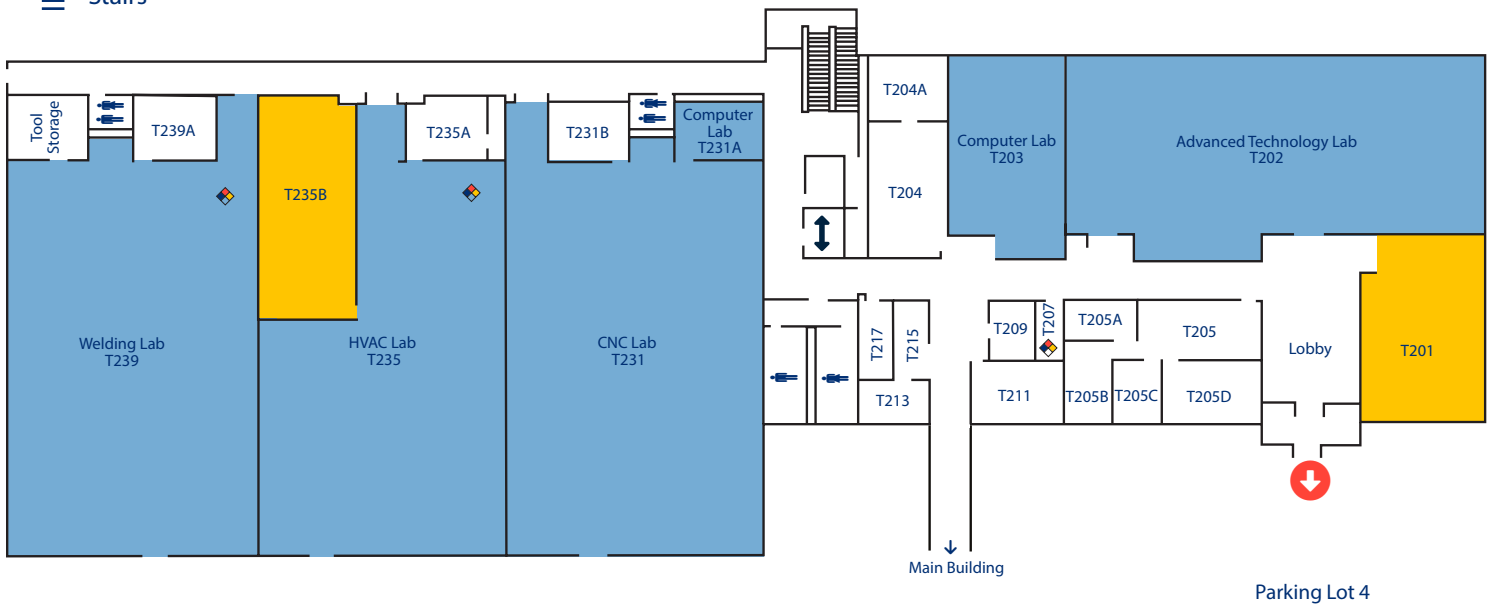 Stairs
Tool
Storage
T239A
T235A
T231B
Computer
Lab
T231A
T204A
Computer Lab
T203
Advanced Technology Lab
T202
T235B
T204
Welding Lab
T239
HVAC Lab
T235
CNC Lab
T231
T217
T215
T213
T209
T207
T205A
T205
T211
T205B
T205C
T205D
Lobby
T201
Main Building
Parking Lot 4